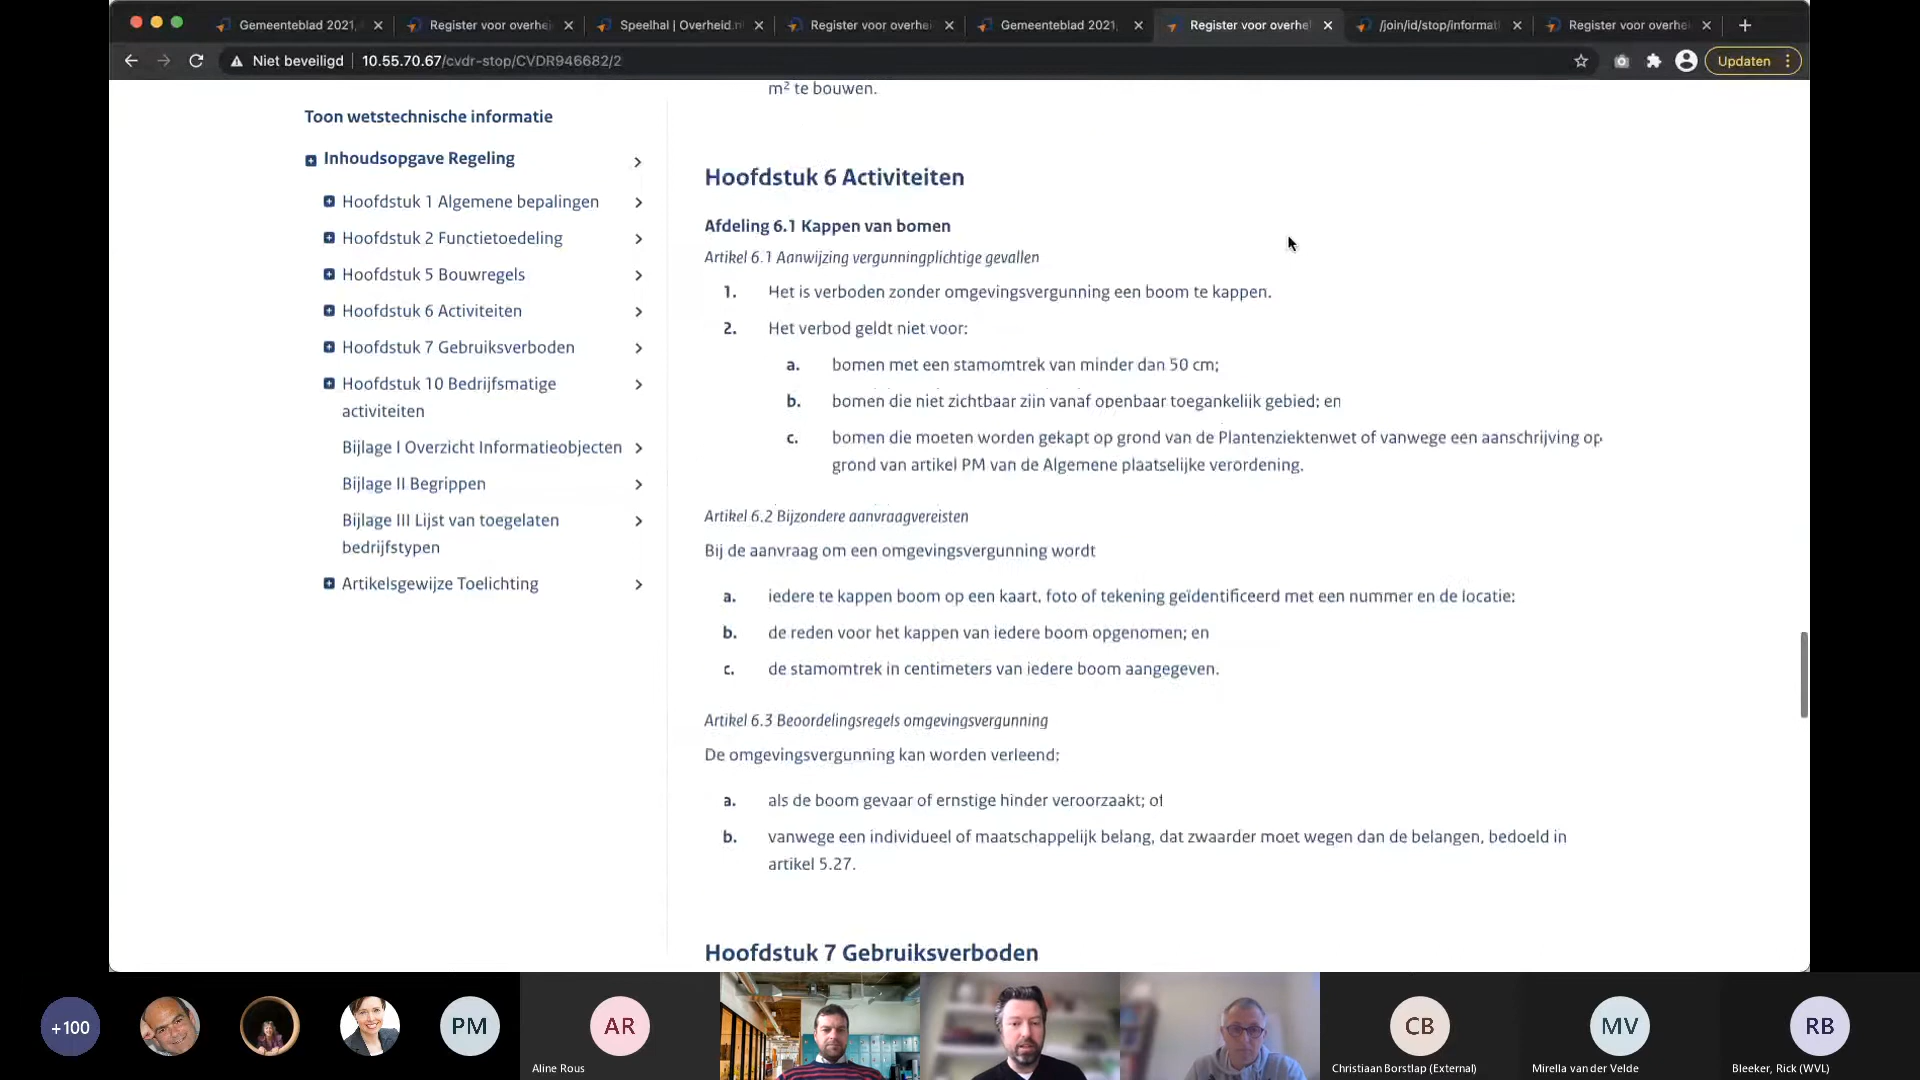 Gemeenteblad 2021,
Register voor overhei
Speelhal | Overheid.n
Register voor overhe
Gemeenteblad 2021,
Register voor overhe
/join/id/stop/informat
Register voor overhe
Niet beveiligd
10.55.70.67/cvdr-stop/CVDR946682/2
Updaten
Toon wetstechnische informatie
Inhoudsopgave Regeling
Hoofdstuk 1 Algemene bepalingen
Hoofdstuk 2 Functietoedeling
Hoofdstuk 5 Bouwregels
Hoofdstuk 6 Activiteiten
Hoofdstuk 7 Gebruiksverboden
Hoofdstuk 10 Bedrijfsmatige
activiteiten
Bijlage I Overzicht Informatieobjecten
Bijlage II Begrippen
Bijlage III Lijst van toegelaten
bedrijfstypen
Artikelsgewijze Toelichting
m² te bouwen.
Hoofdstuk 6 Activiteiten
Afdeling 6.1 Kappen van bomen
Artikel 6.1 Aanwijzing vergunningplichtige gevallen
1. Het is verboden zonder omgevingsvergunning een boom te kappen.
2. Het verbod geldt niet voor:
a. bomen met een stamomtrek van minder dan 50 cm;
b. bomen die niet zichtbaar zijn vanaf openbaar toegankelijk gebied; en
c. bomen die moeten worden gekapt op grond van de Plantenziektenwet of vanwege een aanschrijving op
grond van artikel PM van de Algemene plaatselijke verordening.
Artikel 6.2 Bijzondere aanvraagvereisten
Bij de aanvraag om een omgevingsvergunning wordt
a. iedere te kappen boom op een kaart, foto of tekening geïdentificeerd met een nummer en de locatie;
b. de reden voor het kappen van iedere boom opgenomen; en
c. de stamomtrek in centimeters van iedere boom aangegeven.
Artikel 6.3 Beoordelingsregels omgevingsvergunning
De omgevingsvergunning kan worden verleend:
a. als de boom gevaar of ernstige hinder veroorzaakt; of
b. vanwege een individueel of maatschappelijk belang, dat zwaarder moet wegen dan de belangen, bedoeld in
artikel 5.27.
Hoofdstuk 7 Gebruiksverboden
+100
PM
AR
Aline Rous
CB
Christiaan Borstlap (External)
MV
Mirella van der Velde
RB
Bleeker, Rick (WVL)